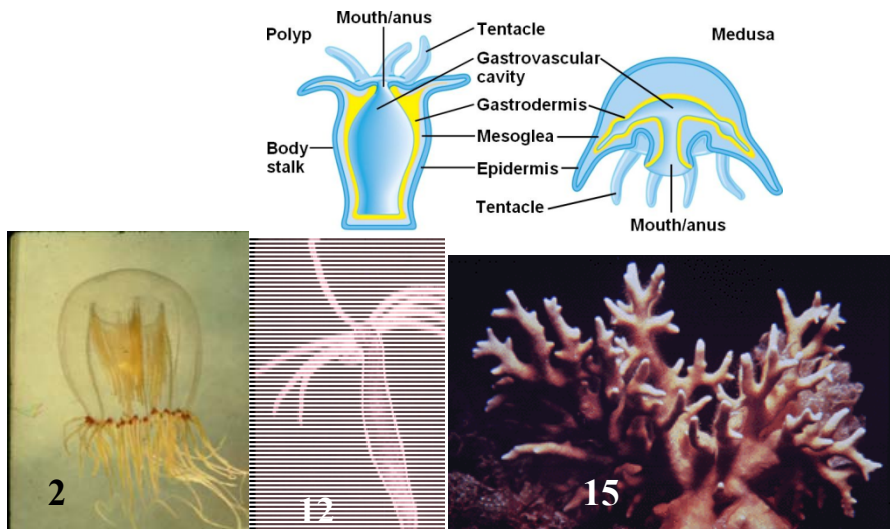 Polyp
Mouth/anus
Tentacle
Gastrovascular
cavity
Gastrodermis
Mesoglea
Epidermis
Body
stalk
Tentacle
Medusa
Mouth/anus
2
12
15